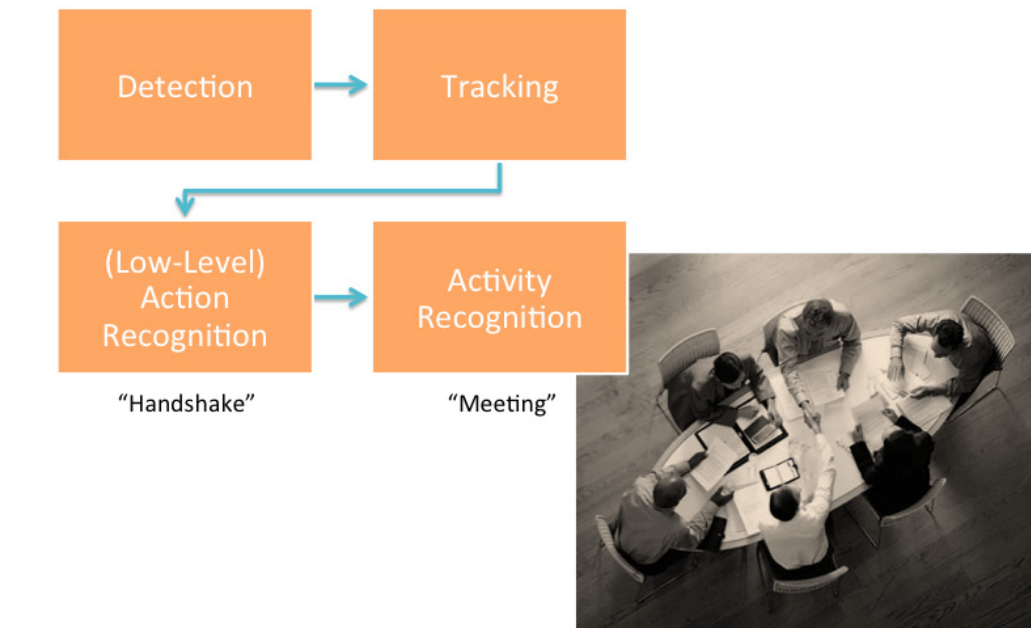 Detection
Tracking
(Low-Level)
Action
Recognition
Activity
Recognition
“Handshake”
“Meeting”